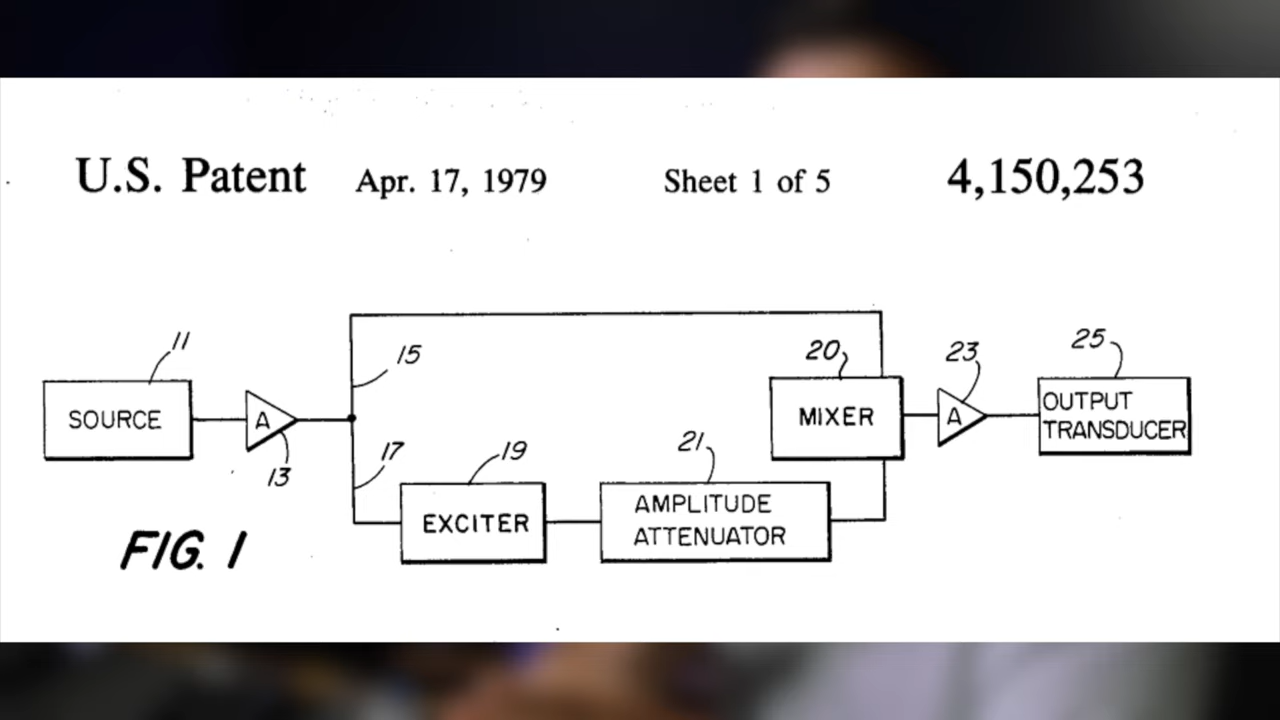 U.S. Patent Apr. 17, 1979 Sheet 1 of 5 4,150,253
11
SOURCE
A
13
15
17
19
EXCITER
21
AMPLITUDE
ATTENUATOR
20
MIXER
23
A
25
OUTPUT
TRANSDUCER
FIG. 1